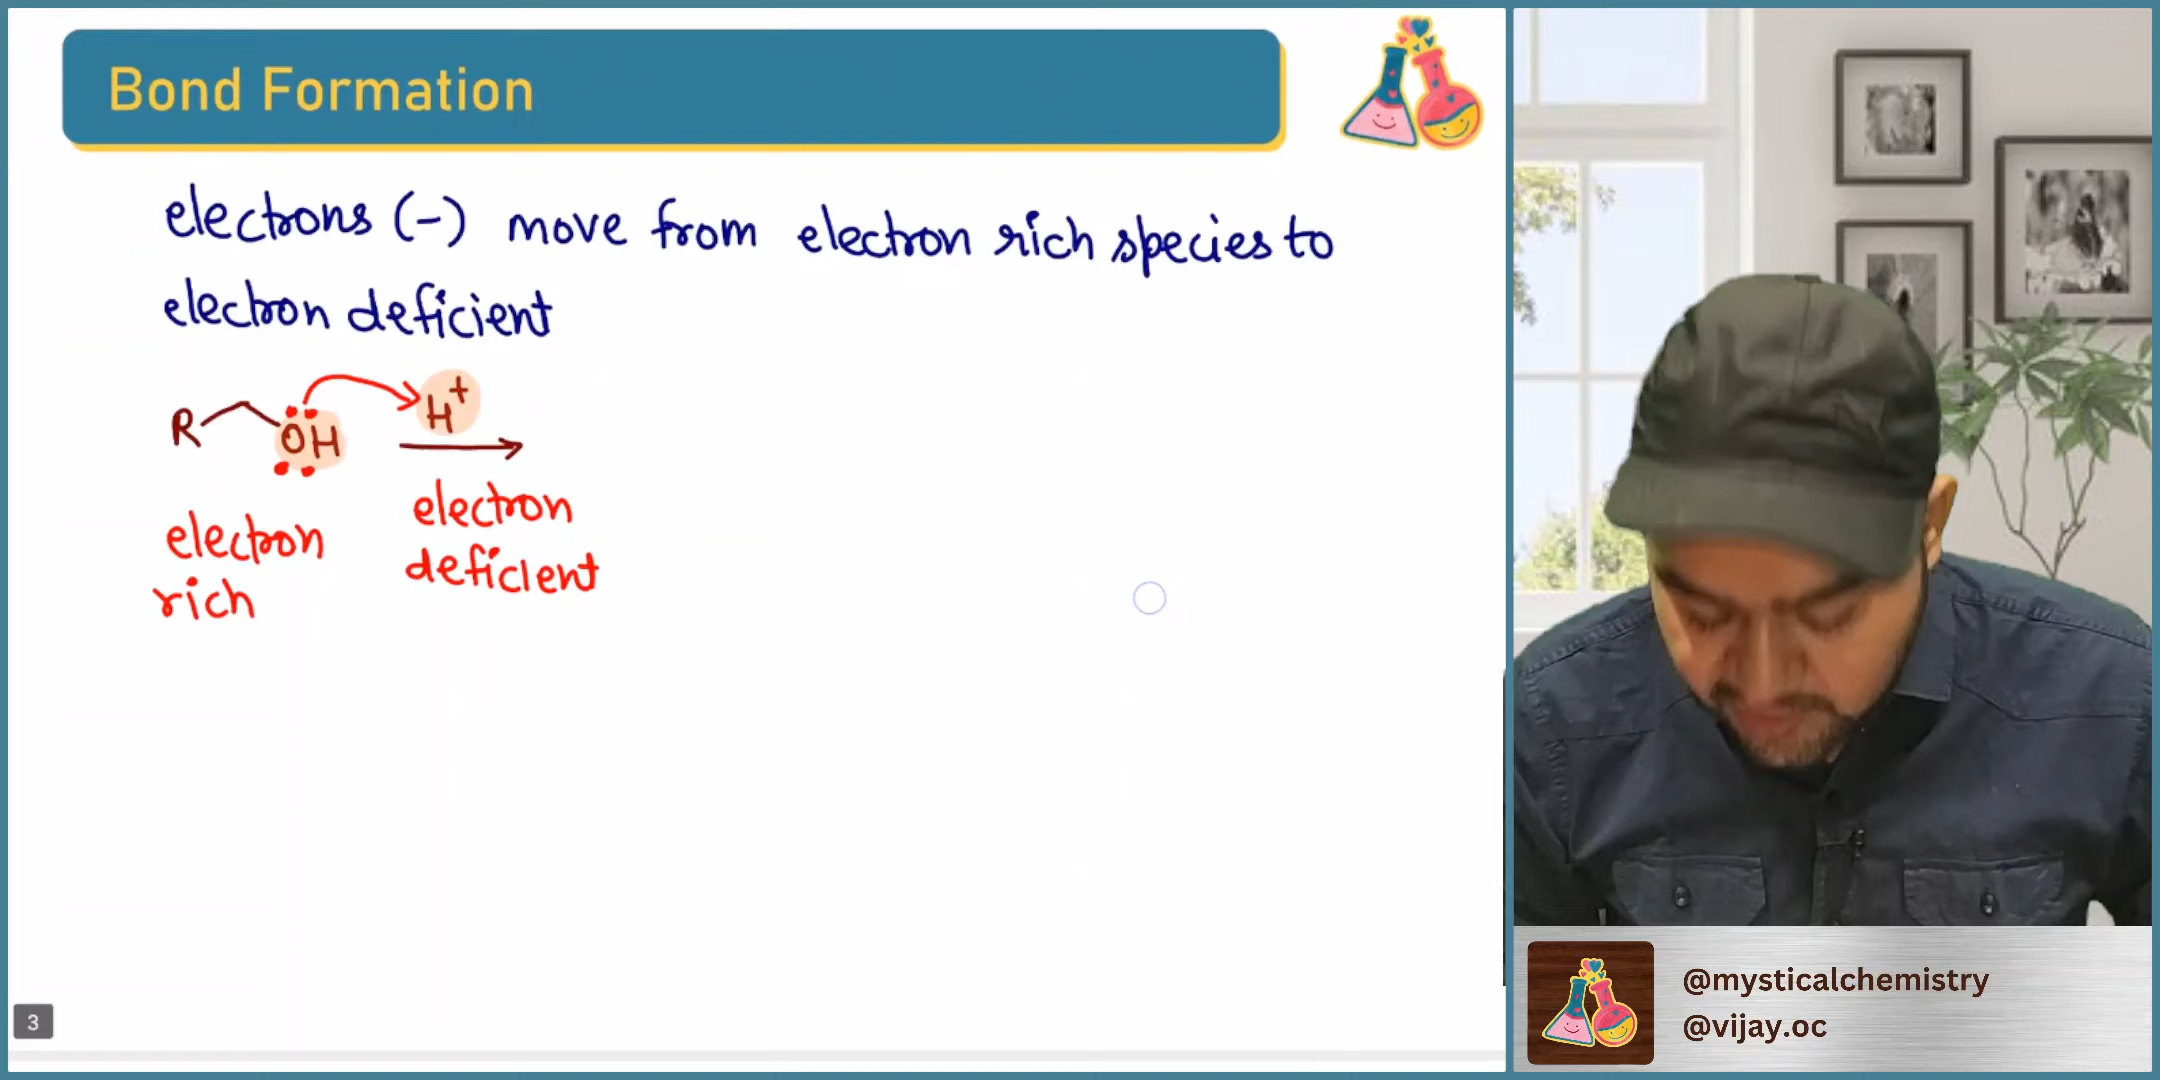 Bond Formation
electrons (-) move from electron rich species to
electron deficient
R OH H+
electron rich
electron deficient
3
@mysticalchemistry
@vijay.oc